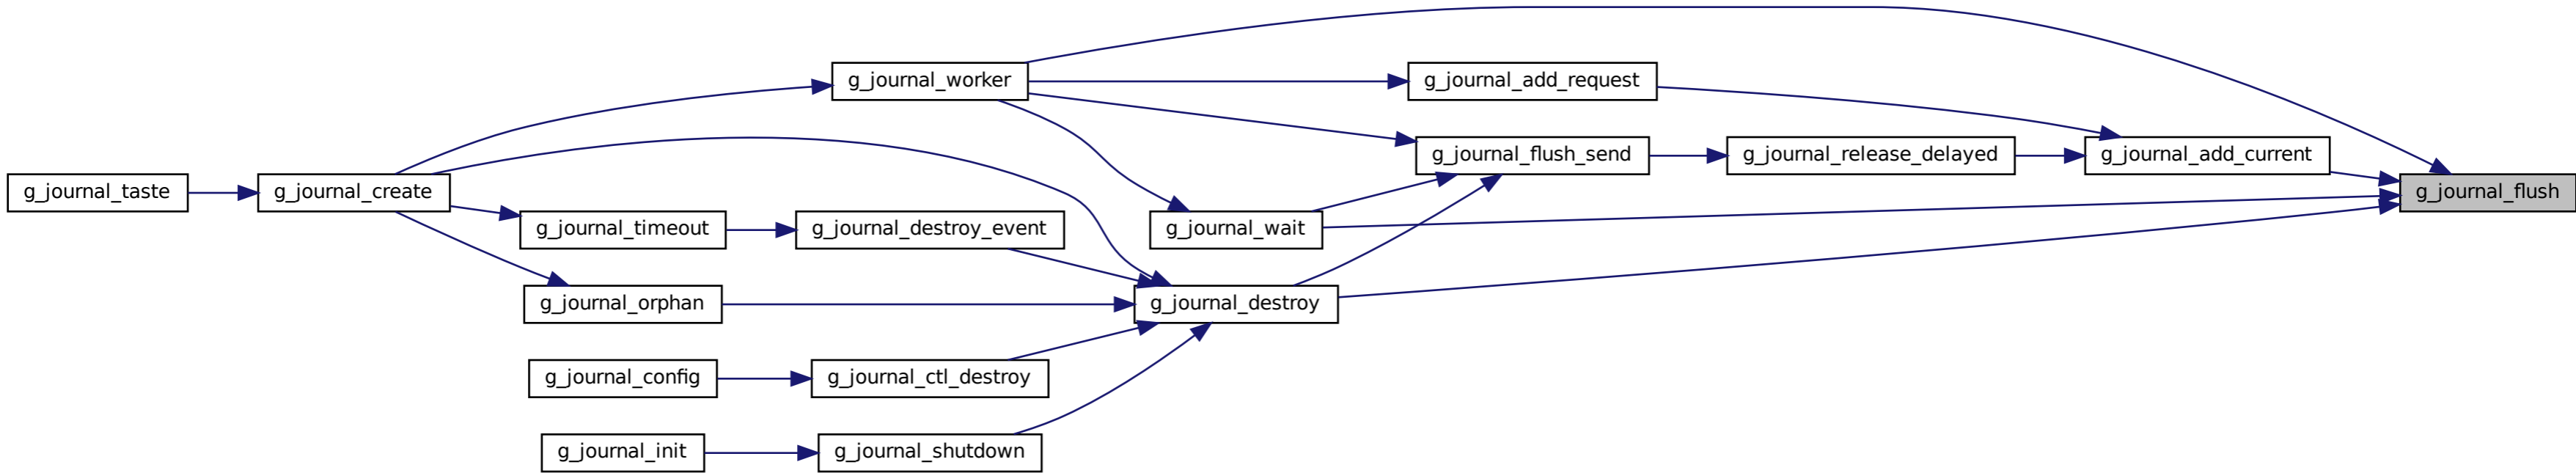 g_journal_worker
g_journal_add_request
g_journal_flush_send
g_journal_release_delayed
g_journal_add_current
g_journal_taste
g_journal_create
g_journal_flush
g_journal_timeout
g_journal_destroy_event
g_journal_wait
g_journal_orphan
g_journal_destroy
g_journal_config
g_journal_ctl_destroy
g_journal_init
g_journal_shutdown